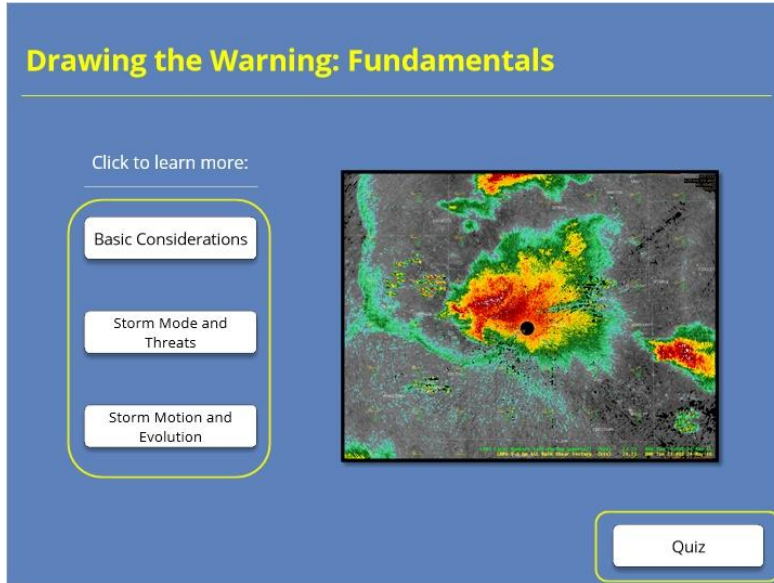 Drawing the Warning: Fundamentals
Click to learn more:
Basic Considerations
Storm Mode and
Threats
Storm Motion and
Evolution
Quiz